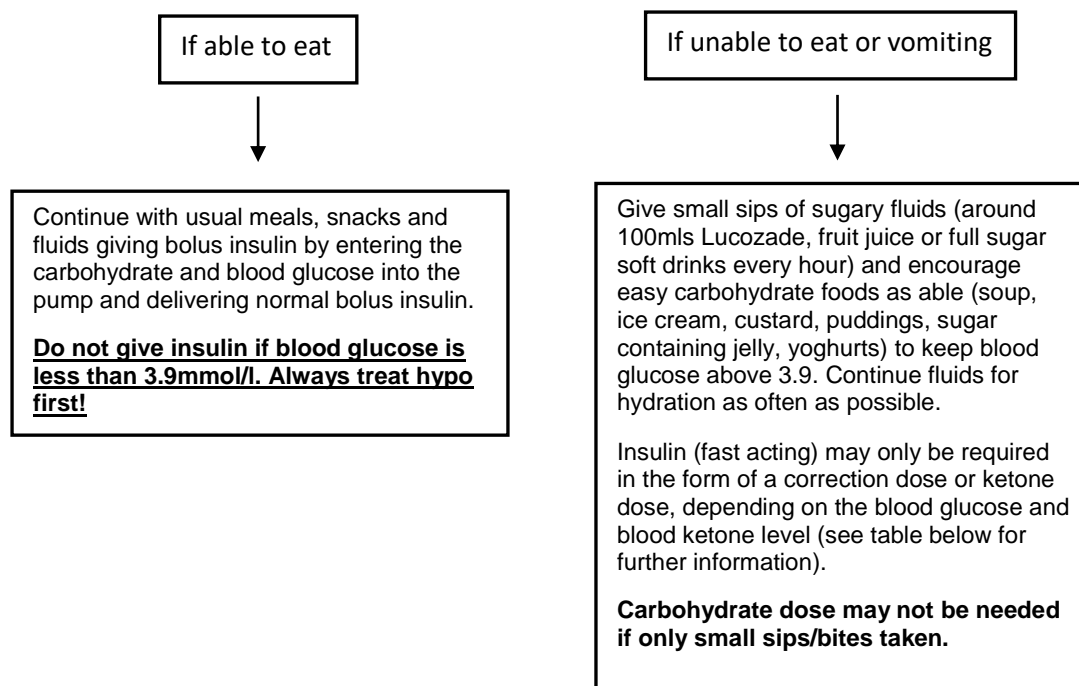 If able to eat
If unable to eat or vomiting
Continue with usual meals, snacks and
fluids giving bolus insulin by entering the
carbohydrate and blood glucose into the
pump and delivering normal bolus insulin.
Do not give insulin if blood glucose is
less than 3.9mmol/l. Always treat hypo
first!
Give small sips of sugary fluids (around
100mls Lucozade, fruit juice or full sugar
soft drinks every hour) and encourage
easy carbohydrate foods as able (soup,
ice cream, custard, puddings, sugar
containing jelly, yoghurts) to keep blood
glucose above 3.9. Continue fluids for
hydration as often as possible.
Insulin (fast acting) may only be required
in the form of a correction dose or ketone
dose, depending on the blood glucose and
blood ketone level (see table below for
further information).
Carbohydrate dose may not be needed
if only small sips/bites taken.